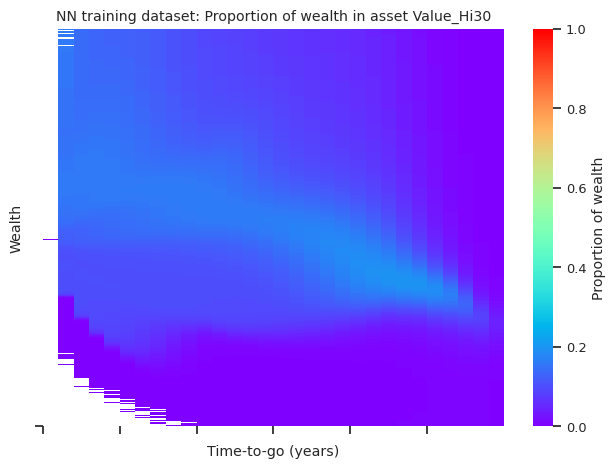 NN training dataset: Proportion of wealth in asset Value_Hi30
1.0
0.8
0.6
0.4
0.2
0.0
Proportion of wealth
Wealth
Time-to-go (years)